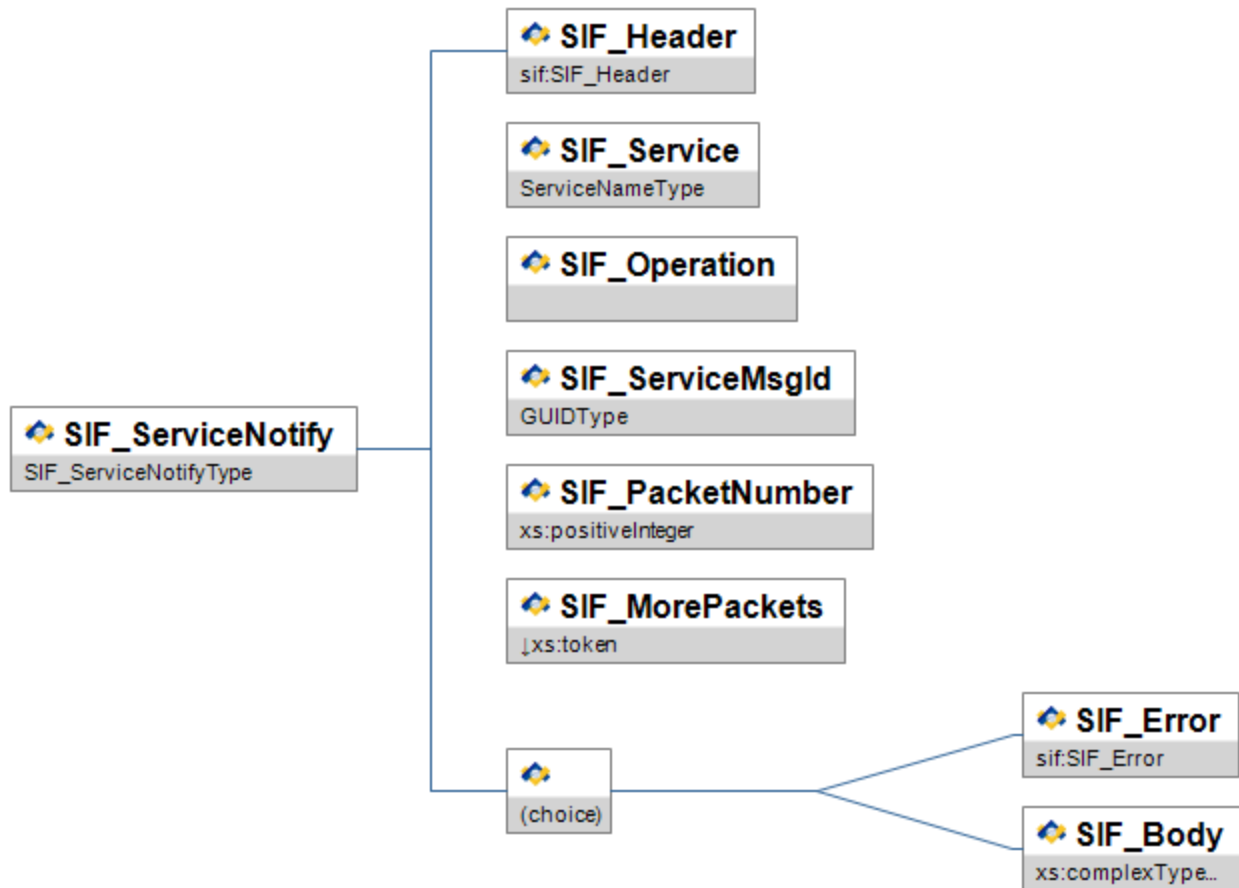 SIF_Header
sif:SIF_Header
SIF_Service
ServiceNameType
SIF_Operation
SIF_ServiceMsgId
GUIDType
SIF_ServiceNotify
SIF_ServiceNotifyType
SIF_PacketNumber
xs:positiveInteger
SIF_MorePackets
↓xs:token
(choice)
SIF_Error
sif:SIF_Error
SIF_Body
xs:complexType...